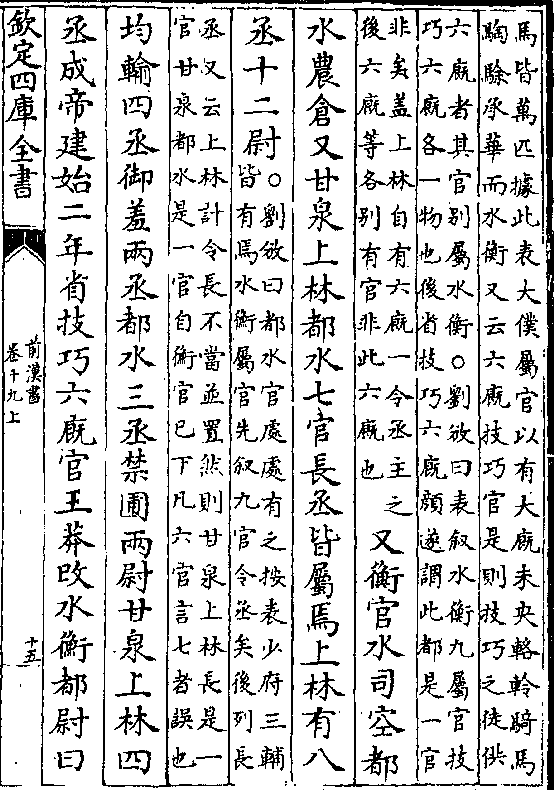 馬皆萬匹據此表大僕屬官以有大廐未央輅軨騎馬
騊駼承華而水衡又云六廐技巧官是則技巧之徒供
六廐者其官别屬水衡○劉攽曰表叙水衡九屬官技
巧六廐各一物也後省技巧六廐顔遂謂此都是一官
非矣盖上林自有六廐一令丞主之
後六廐等各别有官非此六廐也
又衡官水司空都
水農倉又甘泉上林都水七官長丞皆屬焉上林有八
丞十二尉
○劉攽曰都水官處處有之按表少府三輔
皆有焉水衡屬官先叙九官令丞矣後列長
丞又云上林計令長不當並置然則甘泉上林長是一
官甘泉都水是一官自衡官已下凡六官言七者誤也
均輸四丞御羞兩丞都水三丞禁圃兩尉甘泉上林四
丞成帝建始二年省技巧六廐官王莽改水衡都尉曰
欽定四庫全書
前漢書
卷十九上
十五